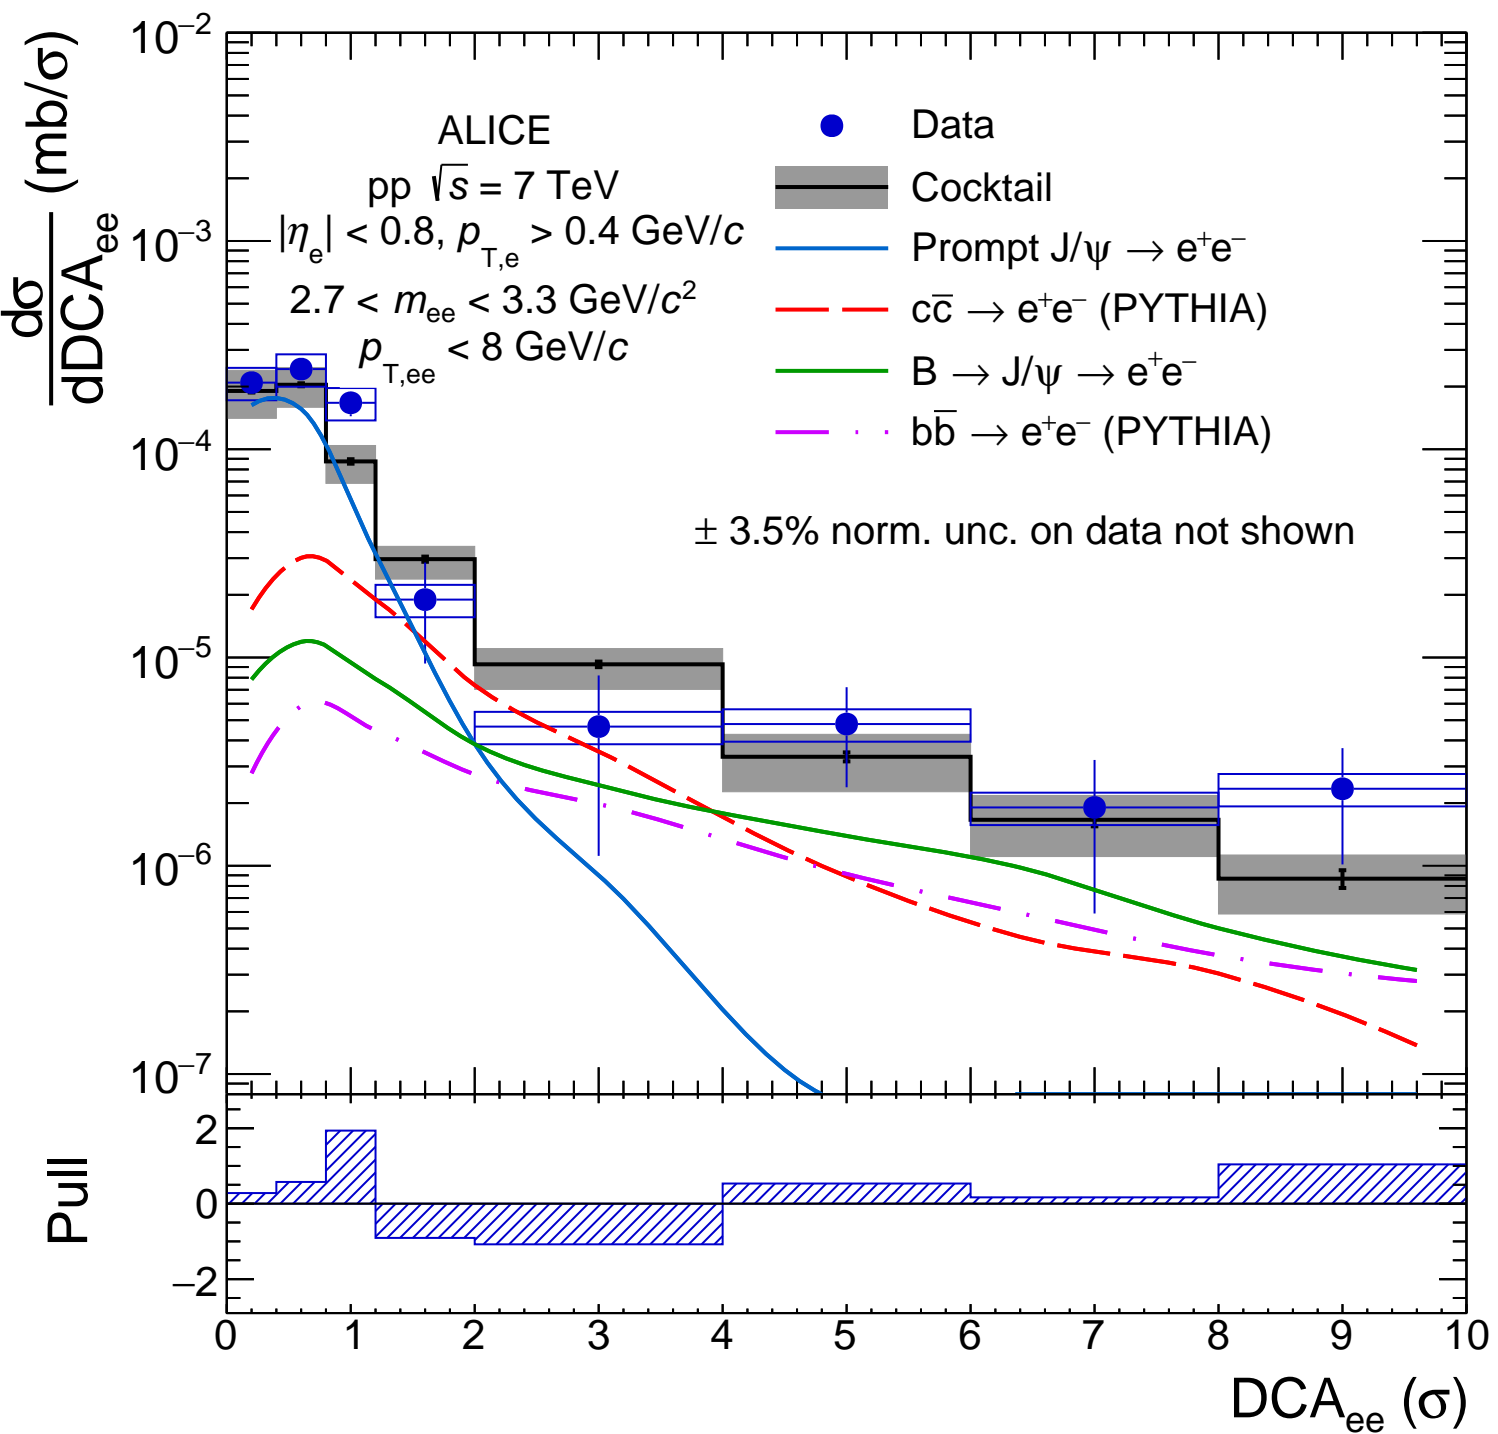 dσ/dDCA_ee (mb/σ)
10⁻²
10⁻³
10⁻⁴
10⁻⁵
10⁻⁶
10⁻⁷
ALICE
pp √s = 7 TeV
|η_e| < 0.8, p_T,e > 0.4 GeV/c
2.7 < m_ee < 3.3 GeV/c²
p_T,ee < 8 GeV/c
Data
Cocktail
Prompt J/ψ → e⁺e⁻
cc̅ → e⁺e⁻ (PYTHIA)
B → J/ψ → e⁺e⁻
bb̅ → e⁺e⁻ (PYTHIA)
± 3.5% norm. unc. on data not shown
Pull
2
0
−2
0 1 2 3 4 5 6 7 8 9 10
DCA_ee (σ)